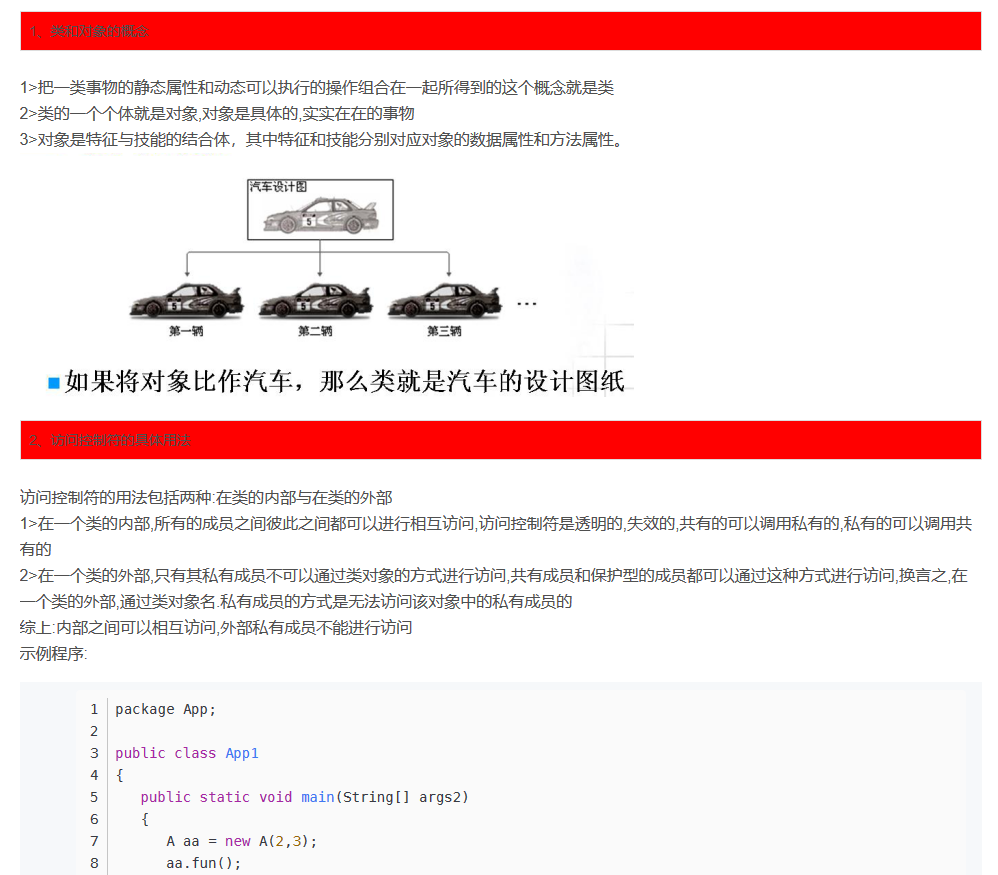 1、类和对象的概念
1>把一类事物的静态属性和动态可以执行的操作组合在一起所得到的这个概念就是类
2>类的一个个体就是对象,对象是具体的,实实在在的事物
3>对象是特征与技能的结合体，其中特征和技能分别对应对象的数据属性和方法属性。
汽车设计图
5
5 5 5 ...
第一辆 第二辆 第三辆
■如果将对象比作汽车，那么类就是汽车的设计图纸
2、访问控制符的具体用法
访问控制符的用法包括两种:在类的内部与在类的外部
1>在一个类的内部,所有的成员之间彼此之间都可以进行相互访问,访问控制符是透明的,失效的,共有的可以调用私有的,私有的可以调用共
有的
2>在一个类的外部,只有其私有成员不可以通过类对象的方式进行访问,共有成员和保护型的成员都可以通过这种方式进行访问,换言之,在
一个类的外部,通过类对象名.私有成员的方式是无法访问该对象中的私有成员的
综上:内部之间可以相互访问,外部私有成员不能进行访问
示例程序:
1 package App;
2
3 public class App1
4 {
5    public static void main(String[] args2)
6    {
7       A aa = new A(2,3);
8       aa.fun();